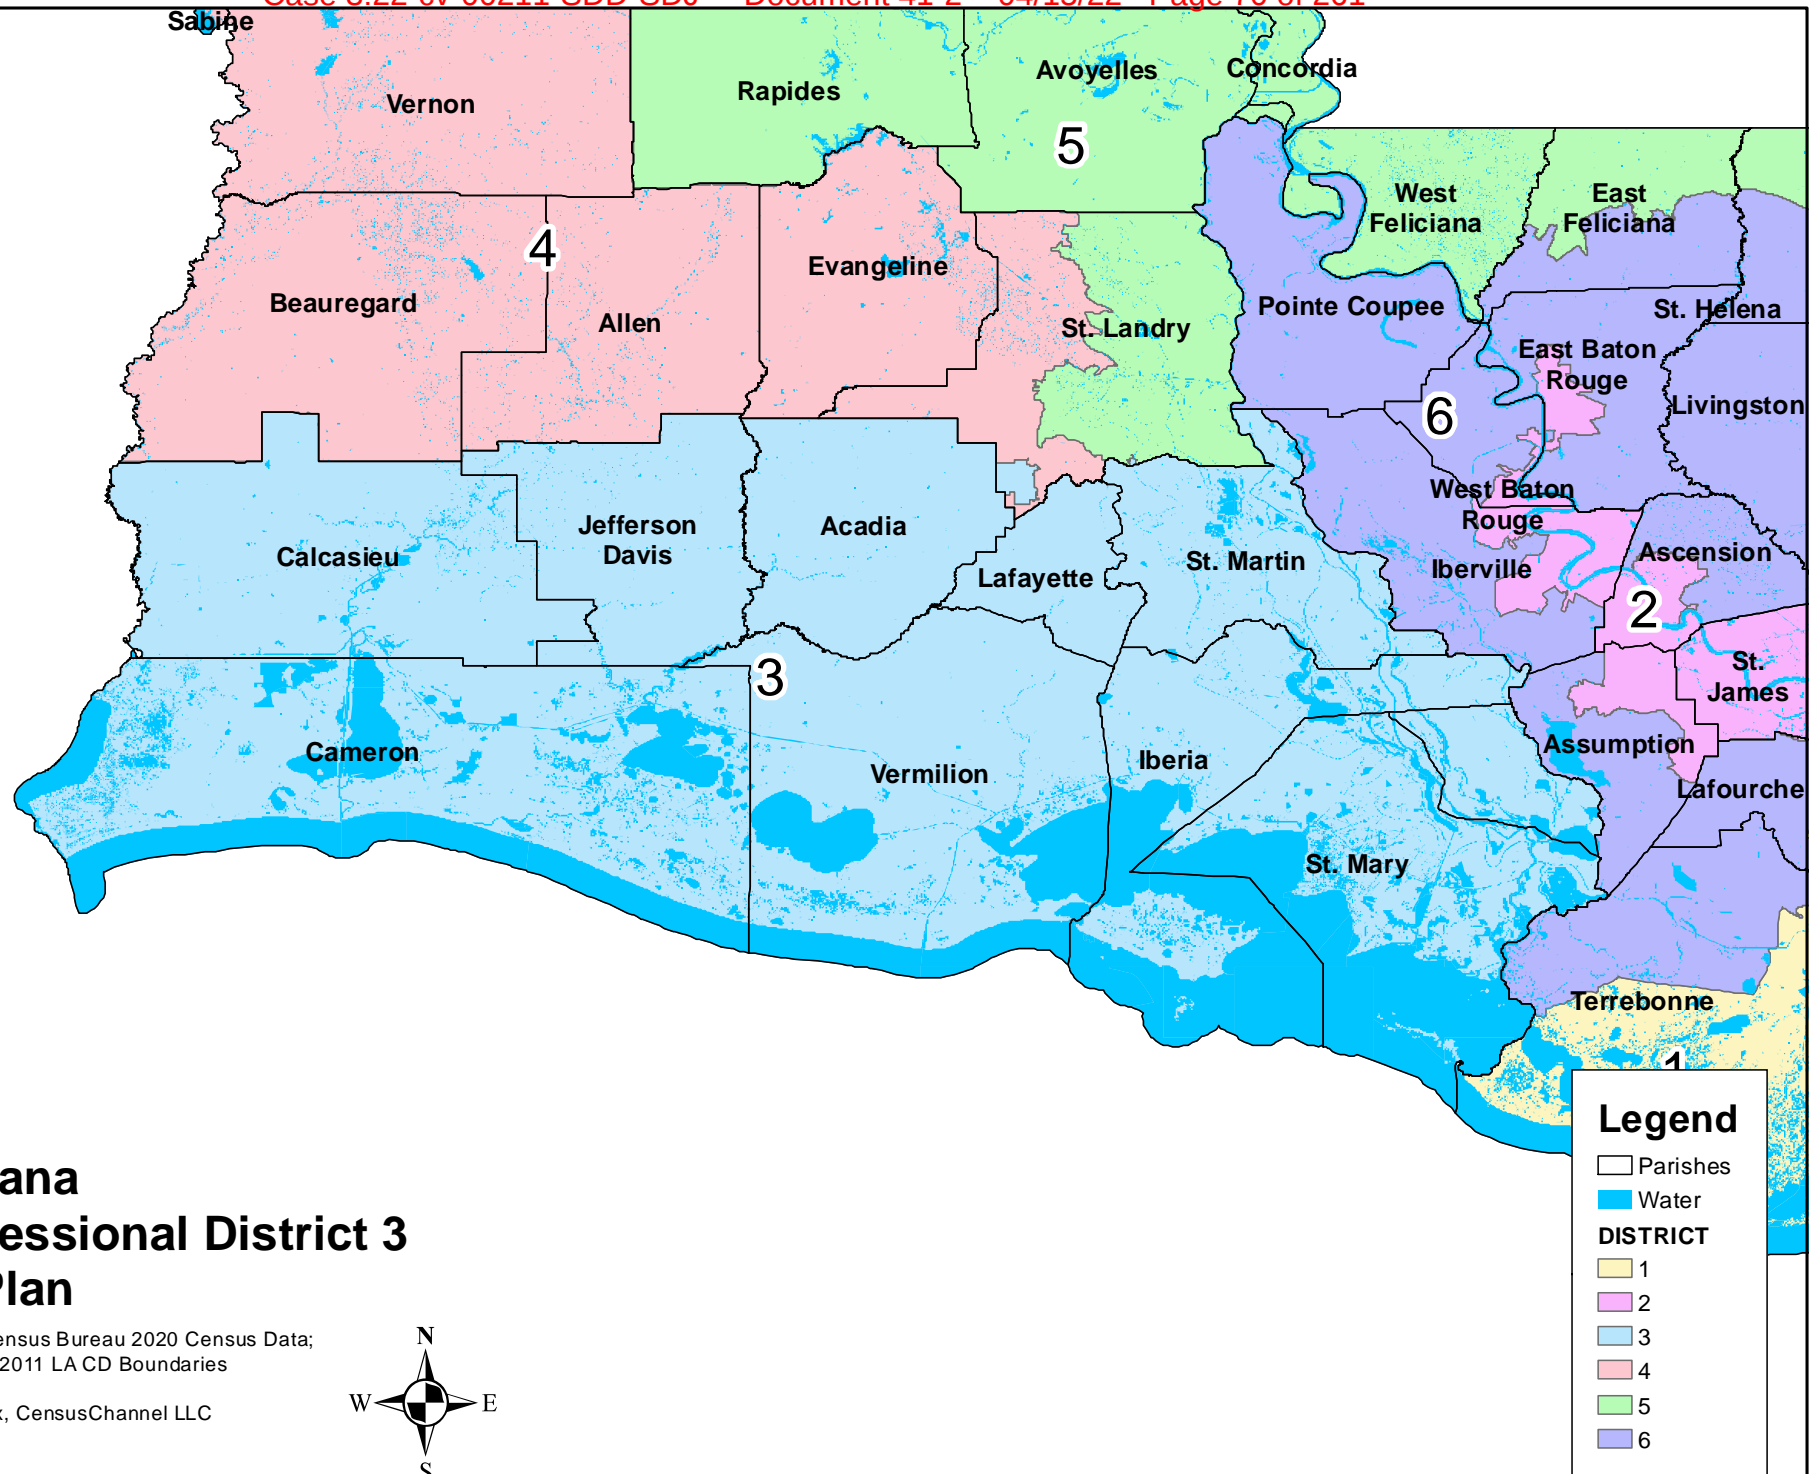 Sabine
Concordia
Avoyelles
Rapides
Vernon
5
West
Feliciana
East
Feliciana
4
Evangeline
Beauregard
Pointe Coupee
St. Helena
Allen
St. Landry
East Baton
Rouge
Livingston
6
West Baton
Rouge
Jefferson
Davis
Acadia
Calcasieu
Ascension
St. Martin
Iberville
Lafayette
2
3
St.
James
Cameron
Assumption
Iberia
Vermilion
Lafourche
St. Mary
Terrebonne
1
Legend
Parishes
Water
DISTRICT
1
2
3
4
5
6
ana
essional District 3
Plan
ensus Bureau 2020 Census Data;
2011 LA CD Boundaries
x, CensusChannel LLC
N
W E
S